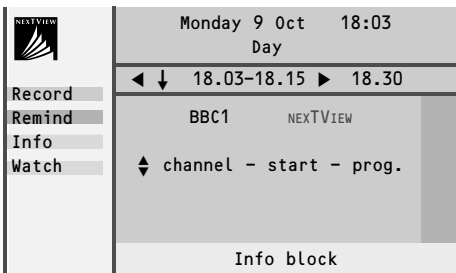 NEXTVIEW
Monday 9 Oct 18:03
Day
◀ ↓ 18.03-18.15 ▶ 18.30
Record
Remind
Info
Watch
BBC1 NEXTVIEW
channel - start - prog.
Info block